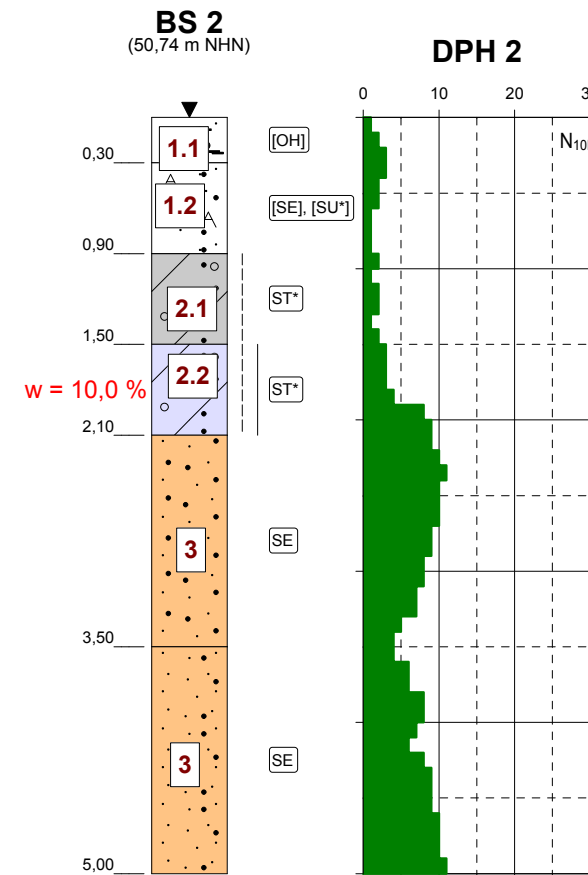 BS 2
(50,74 m NHN)
DPH 2
0 10 20
N10
1.1
[OH]
0,30
1.2
[SE], [SU*]
0,90
2.1
ST*
1,50
2.2
w = 10,0 %
ST*
2,10
3
SE
3,50
3
SE
5,00